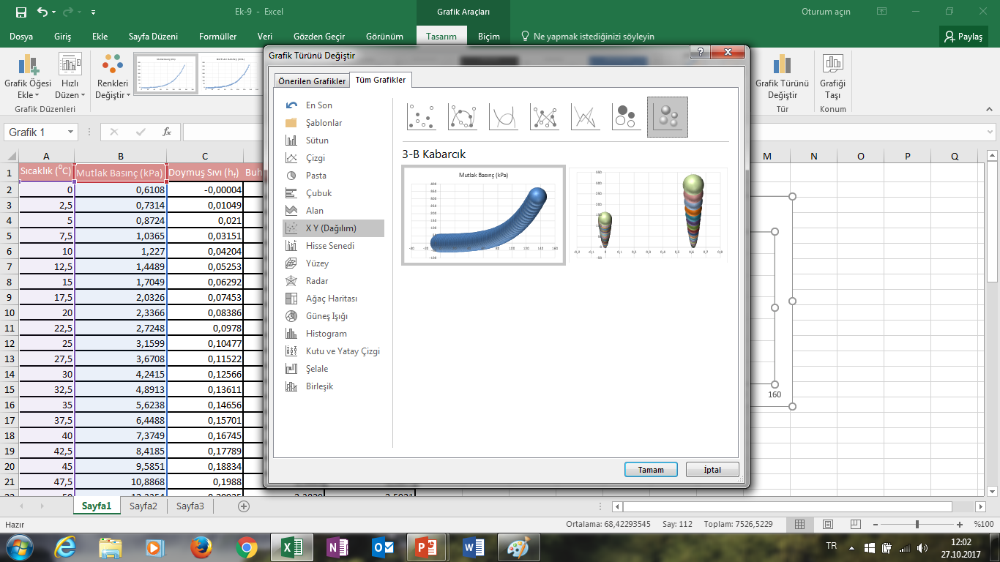 Ek-9 - Excel
Grafik Araçları
Oturum açın
Dosya Giriş Ekle Sayfa Düzeni Formüller Veri Gözden Geçir Görünüm Tasarım Biçim Ne yapmak istediğinizi söyleyin Paylaş
Grafik Öğesi Ekle
Hızlı Düzen
Renkleri Değiştir
Grafik Düzenleri
Grafik Türünü Değiştir
Grafiği Taşı
Tür
Konum
Grafik 1
fx
Grafik Türünü Değiştir
Önerilen Grafikler Tüm Grafikler
En Son
Şablonlar
Sütun
Çizgi
Pasta
Çubuk
Alan
X Y (Dağılım)
Hisse Senedi
Yüzey
Radar
Ağaç Haritası
Güneş Işığı
Histogram
Kutu ve Yatay Çizgi
Şelale
Birleşik
3-B Kabarcık
Mutlak Basınç (kPa)
Tamam İptal
A B C M N O P Q
1 Sıcaklık (⁰C) Mutlak Basınç (kPa) Doymuş Sıvı (hf) Buh
2 0 0,6108 -0,00004
3 2,5 0,7314 0,01049
4 5 0,8724 0,021
5 7,5 1,0365 0,03151
6 10 1,227 0,04204
7 12,5 1,4489 0,05253
8 15 1,7049 0,06292
9 17,5 2,0326 0,07453
10 20 2,3366 0,08386
11 22,5 2,7248 0,0978
12 25 3,1599 0,10477
13 27,5 3,6708 0,11522
14 30 4,2415 0,12566
15 32,5 4,8913 0,13611
16 35 5,6238 0,14656
17 37,5 6,4488 0,15701
18 40 7,3749 0,16745
19 42,5 8,4185 0,17789
20 45 9,5851 0,18834
21 47,5 10,8868 0,1988
160
Sayfa1 Sayfa2 Sayfa3
Hazır
Ortalama: 68,42293545 Say: 112 Toplam: 7526,5229
%100
TR
12:02
27.10.2017